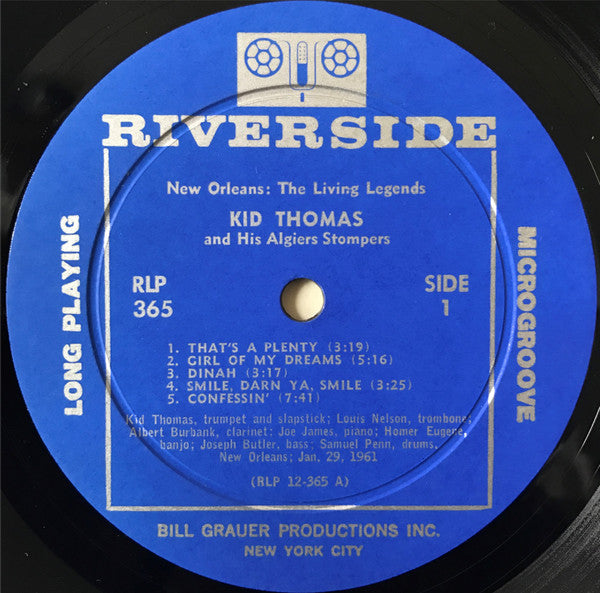 RIVERSIDE
New Orleans: The Living Legends
KID THOMAS
and His Algiers Stompers
LONG PLAYING
MICROGROOVE
RLP
365
SIDE
1
1. THAT'S A PLENTY (3:19)
2. GIRL OF MY DREAMS (5:16)
3. DINAH (3:17)
4. SMILE, DARN YA, SMILE (3:25)
5. CONFESSIN' (7:41)
Kid Thomas, trumpet and slapstick; Louis Nelson, trombone;
Albert Burbank, clarinet; Joe James, piano; Homer Eugene,
banjo; Joseph Butler, bass; Samuel Penn, drums.
New Orleans; Jan. 29, 1961
(RLP 12-365 A)
BILL GRAUER PRODUCTIONS INC.
NEW YORK CITY